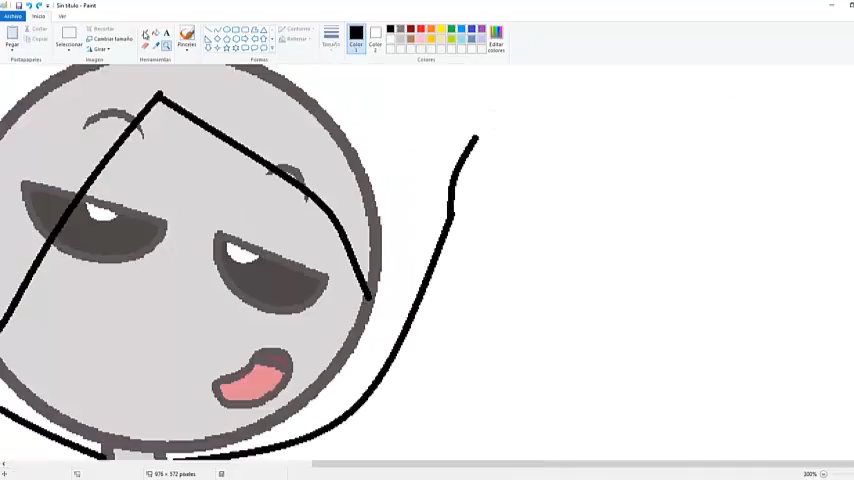 Sin título - Paint
Archivo Inicio Ver
Pegar
Cortar
Copiar
Portapapeles
Seleccionar
Recortar
Cambiar tamaño
Girar
Imagen
A
Herramientas
Pinceles
Contorno
Rellenar
Formas
Tamaño
Color 1
Color 2
Editar colores
Colores
976 × 572 píxeles
300%